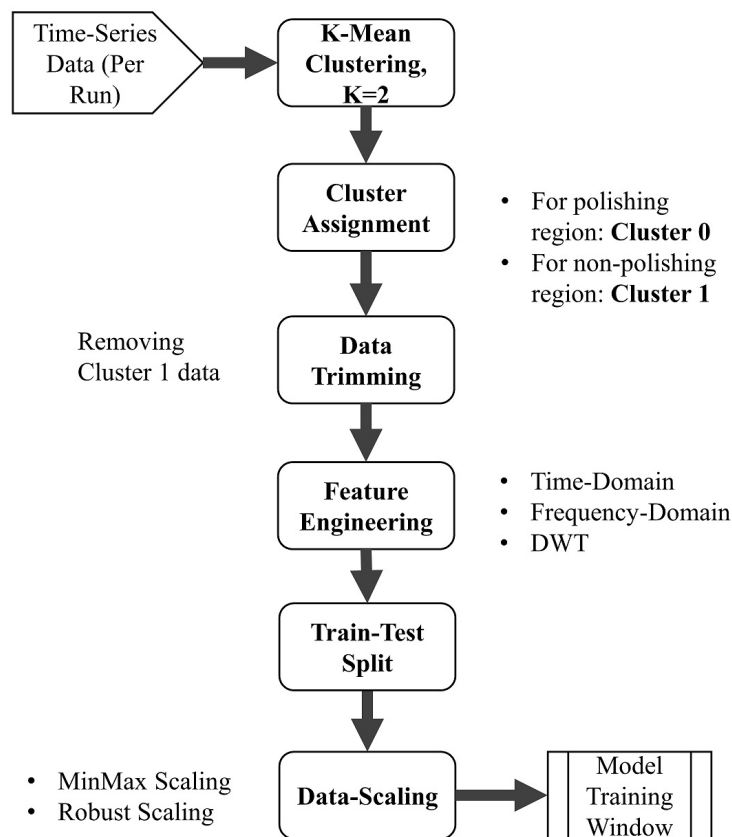 Time-Series
Data (Per
Run)
K-Mean
Clustering,
K=2
Cluster
Assignment
• For polishing
region: Cluster 0
• For non-polishing
region: Cluster 1
Removing
Cluster 1 data
Data
Trimming
Feature
Engineering
• Time-Domain
• Frequency-Domain
• DWT
Train-Test
Split
• MinMax Scaling
• Robust Scaling
Data-Scaling
Model
Training
Window